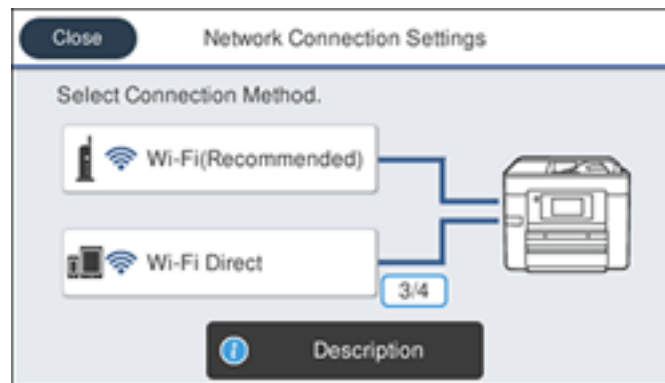 Close
Network Connection Settings
Select Connection Method.
Wi-Fi(Recommended)
Wi-Fi Direct
3/4
i Description